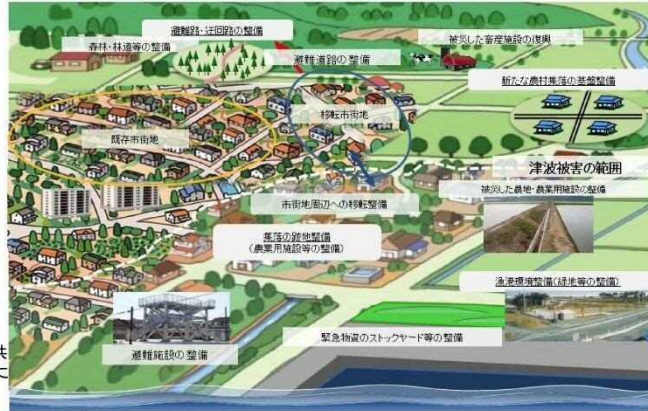 避難路・迂回路の整備
森林・林道等の整備
被災した畜産施設の復興
避難道路の整備
新たな農村集落の基盤整備
移転市街地
既存市街地
津波被害の範囲
被災した農地・農業用施設の整備
市街地周辺への移転整備
集落の跡地整備
(農業用施設等の整備)
漁港環境整備(緑地等の整備)
緊急物資のストックヤード等の整備
避難施設の整備